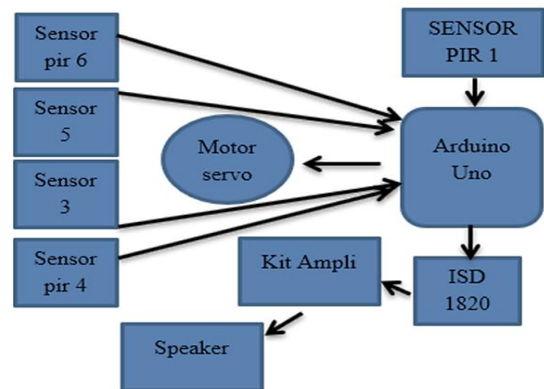 Sensor
pir 6
SENSOR
PIR 1
Sensor
5
Motor
servo
Arduino
Uno
Sensor
3
Sensor
pir 4
Kit Ampli
ISD
1820
Speaker